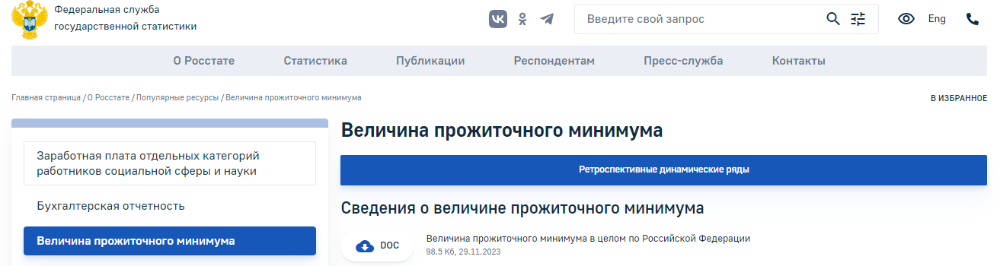 Федеральная служба
государственной статистики
Введите свой запрос
Eng
О Росстате Статистика Публикации Респондентам Пресс-служба Контакты
Главная страница / О Росстате / Популярные ресурсы / Величина прожиточного минимума
В ИЗБРАННОЕ
Заработная плата отдельных категорий
работников социальной сферы и науки
Бухгалтерская отчетность
Величина прожиточного минимума
Величина прожиточного минимума
Ретроспективные динамические ряды
Сведения о величине прожиточного минимума
DOC
Величина прожиточного минимума в целом по Российской Федерации
98.5 Кб, 29.11.2023